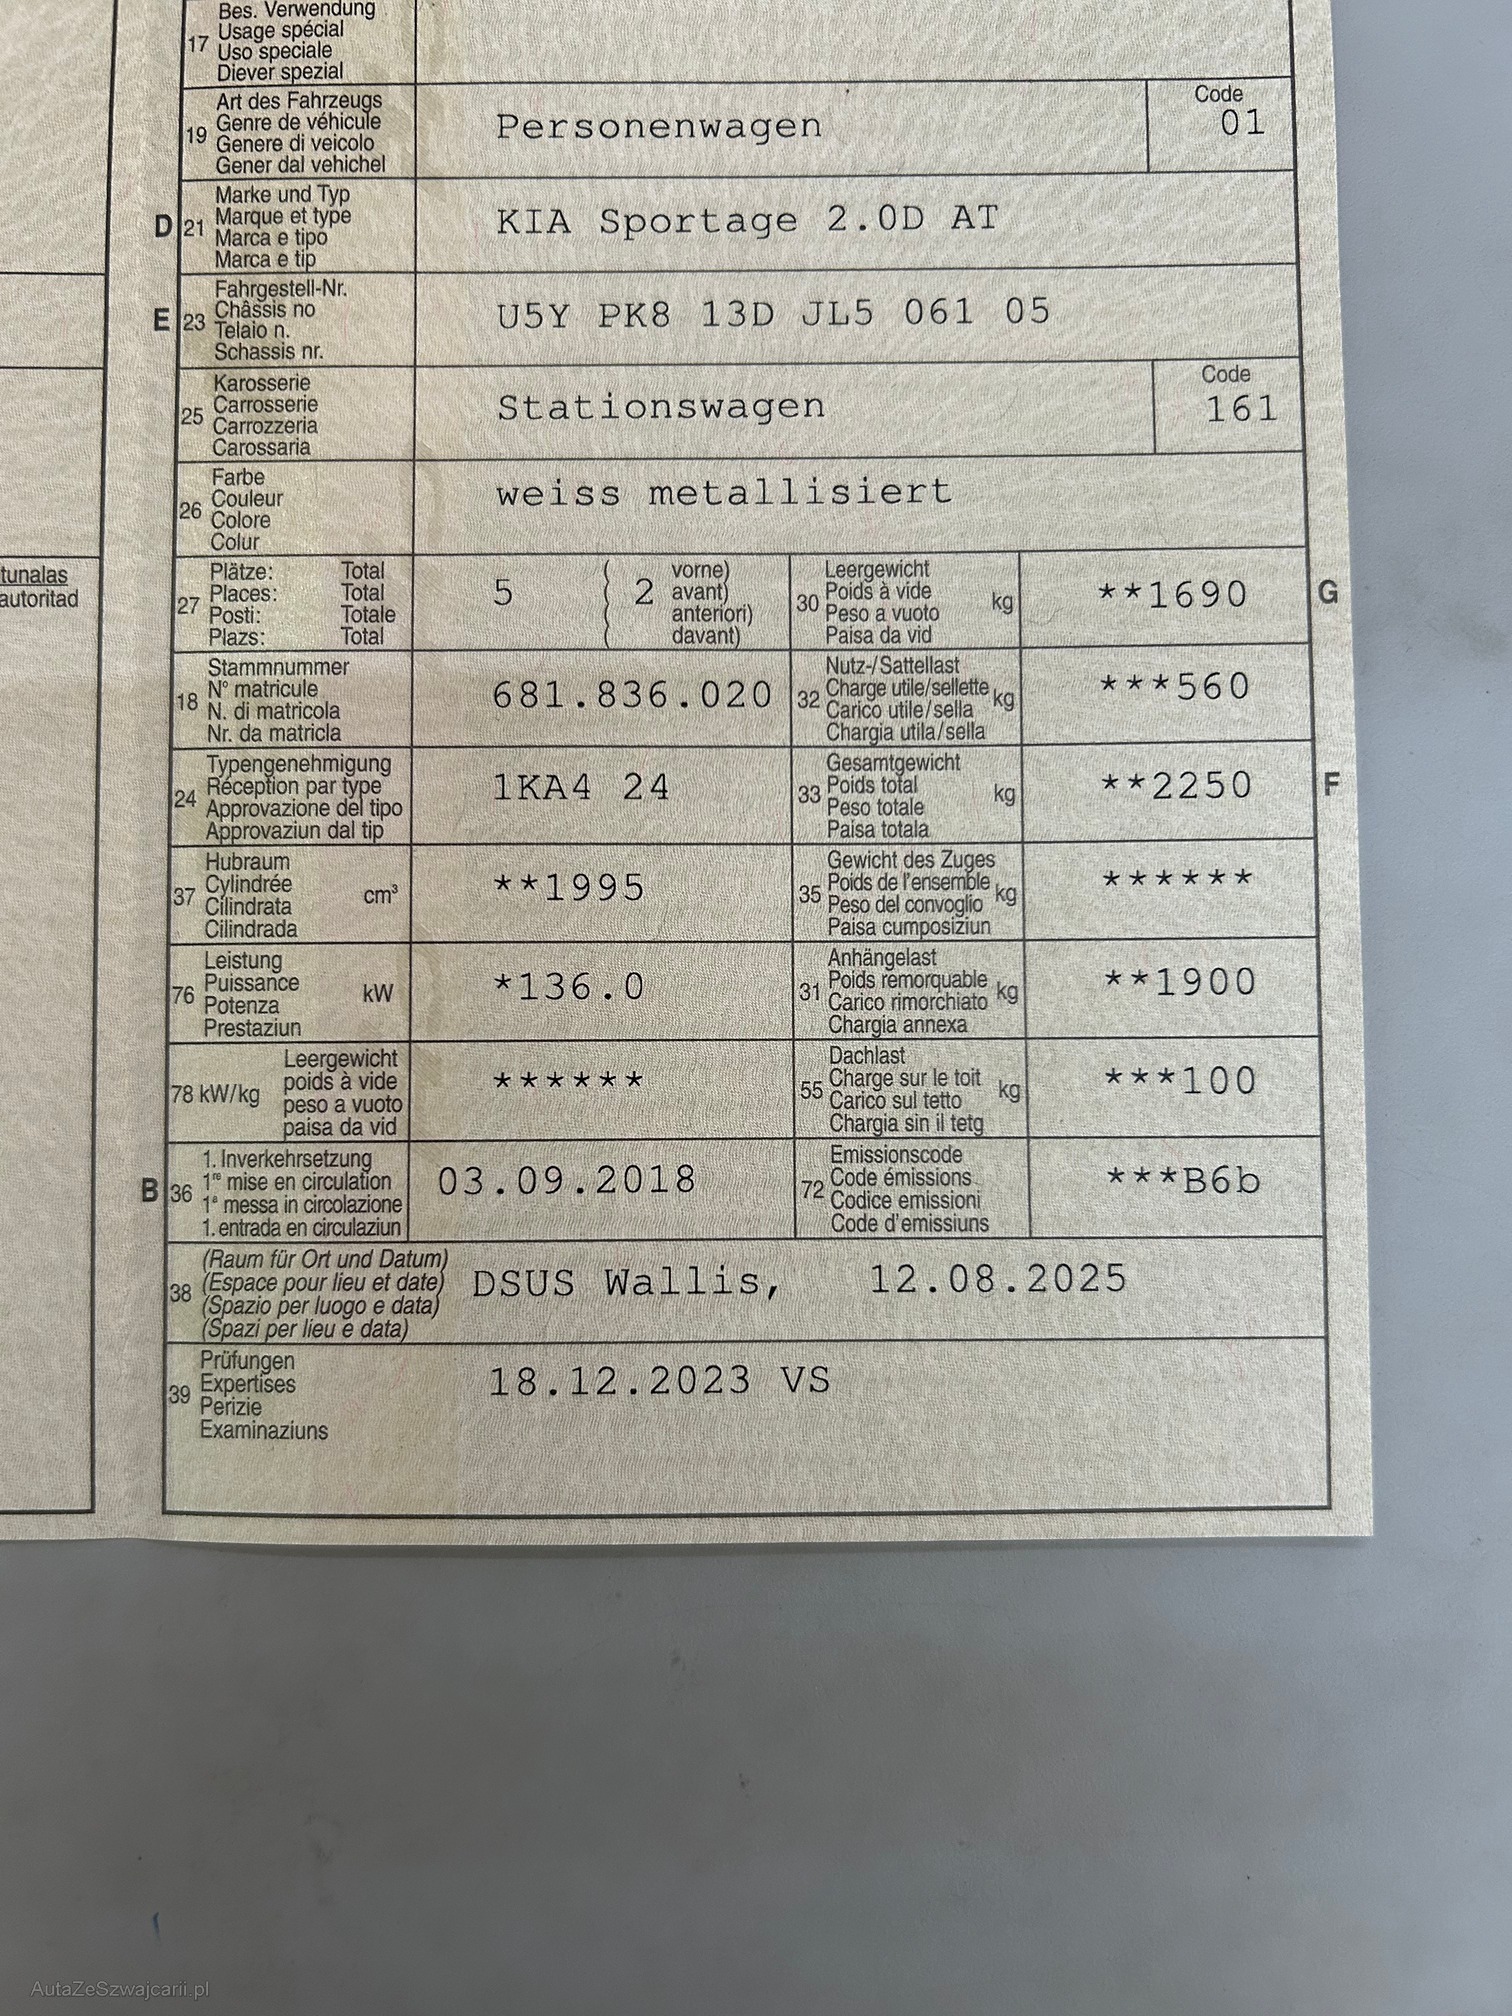 17 Bes. Verwendung
Usage spécial
Uso speciale
Diever spezial
19 Art des Fahrzeugs
Genre de véhicule
Genere di veicolo
Gener dal vehichel
Personenwagen
Code
01
D 21 Marke und Typ
Marque et type
Marca e tipo
Marca e tip
KIA Sportage 2.0D AT
E 23 Fahrgestell-Nr.
Châssis no
Telaio n.
Schassis nr.
U5Y PK8 13D JL5 061 05
25 Karosserie
Carrosserie
Carrozzeria
Carossaria
Stationswagen
Code
161
26 Farbe
Couleur
Colore
Colur
weiss metallisiert
tunalas
autoritad
27 Plätze: Total
Places: Total
Posti: Totale
Plazs: Total
5 ( 2 vorne)
avant)
anteriori)
( davant)
30 Leergewicht
Poids à vide
Peso a vuoto
Paisa da vid
kg
**1690
G
18 Stammnummer
N° matricule
N. di matricola
Nr. da matricla
681.836.020
32 Nutz-/Sattellast
Charge utile/sellette
Carico utile/sella
Chargia utila/sella
kg
***560
24 Typengenehmigung
Réception par type
Approvazione del tipo
Approvaziun dal tip
1KA4 24
33 Gesamtgewicht
Poids total
Peso totale
Paisa totala
kg
**2250
F
37 Hubraum
Cylindrée
Cilindrata
Cilindrada
cm³
**1995
35 Gewicht des Zuges
Poids de l'ensemble
Peso del convoglio
Paisa cumposiziun
kg
******
76 Leistung
Puissance
Potenza
Prestaziun
kW
*136.0
31 Anhängelast
Poids remorquable
Carico rimorchiato
Chargia annexa
kg
**1900
78 kW/kg
Leergewicht
poids à vide
peso a vuoto
paisa da vid
******
55 Dachlast
Charge sur le toit
Carico sul tetto
Chargia sin il tetg
kg
***100
B 36 1. Inverkehrsetzung
1re mise en circulation
1a messa in circolazione
1. entrada en circulaziun
03.09.2018
72 Emissionscode
Code émissions
Codice emissioni
Code d'emissiuns
***B6b
38 (Raum für Ort und Datum)
(Espace pour lieu et date)
(Spazio per luogo e data)
(Spazi per lieu e data)
DSUS Wallis, 12.08.2025
39 Prüfungen
Expertises
Perizie
Examinaziuns
18.12.2023 VS
AutaZeSzwajcarii.pl